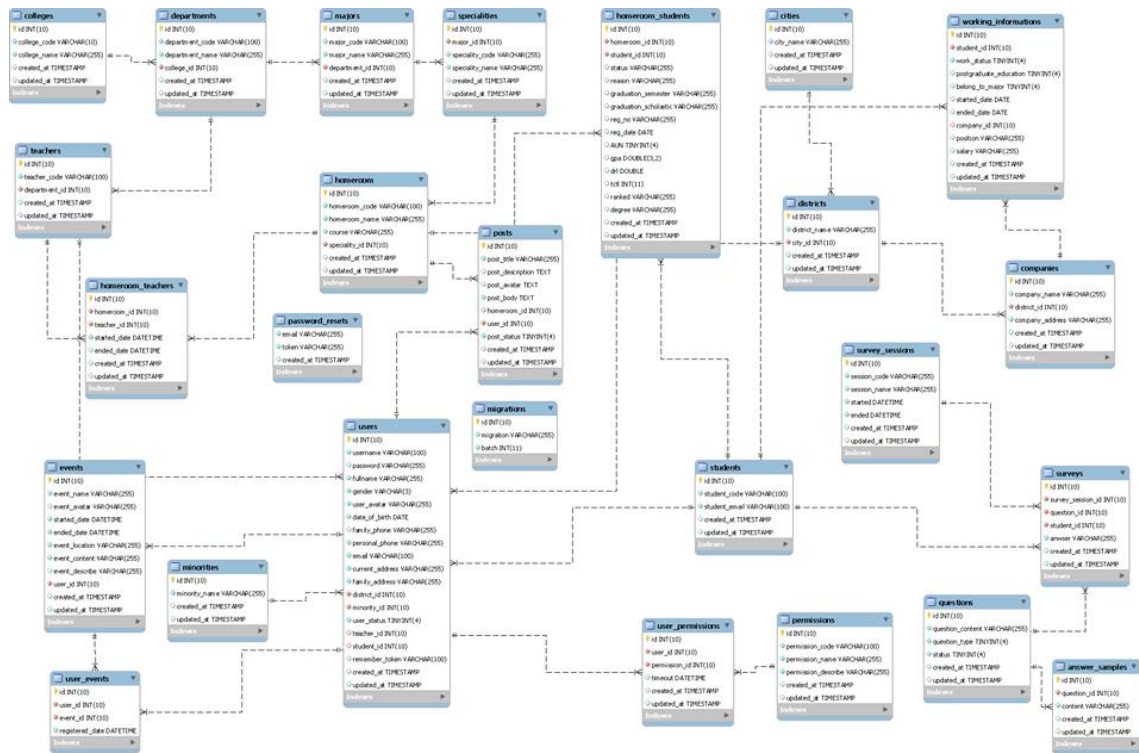 colleges
id INT(10)
college_code VARCHAR(10)
college_name VARCHAR(255)
created_at TIMESTAMP
updated_at TIMESTAMP
Indexes
departments
id INT(10)
department_code VARCHAR(100)
department_name VARCHAR(255)
college_id INT(10)
created_at TIMESTAMP
updated_at TIMESTAMP
Indexes
majors
id INT(10)
major_code VARCHAR(100)
major_name VARCHAR(255)
department_id INT(10)
created_at TIMESTAMP
updated_at TIMESTAMP
Indexes
specialities
id INT(10)
major_id INT(10)
speciality_code VARCHAR(100)
speciality_name VARCHAR(255)
created_at TIMESTAMP
updated_at TIMESTAMP
Indexes
homeroom_students
id INT(10)
homeroom_id INT(10)
student_id INT(10)
status VARCHAR(255)
reason VARCHAR(255)
graduation_semester VARCHAR(255)
graduation_scholastic VARCHAR(255)
reg_no VARCHAR(255)
reg_date DATE
AUN TINYINT(4)
gpa DOUBLE(3,2)
drl DOUBLE
tctl INT(11)
ranked VARCHAR(255)
degree VARCHAR(255)
created_at TIMESTAMP
updated_at TIMESTAMP
Indexes
cities
id INT(10)
city_name VARCHAR(255)
created_at TIMESTAMP
updated_at TIMESTAMP
Indexes
working_informations
id INT(10)
student_id INT(10)
work_status TINYINT(4)
postgraduate_education TINYINT(4)
belong_to_major TINYINT(4)
started_date DATE
ended_date DATE
company_id INT(10)
position VARCHAR(255)
salary VARCHAR(255)
created_at TIMESTAMP
updated_at TIMESTAMP
Indexes
teachers
id INT(10)
teacher_code VARCHAR(100)
department_id INT(10)
created_at TIMESTAMP
updated_at TIMESTAMP
Indexes
homeroom
id INT(10)
homeroom_code VARCHAR(100)
homeroom_name VARCHAR(255)
course VARCHAR(255)
speciality_id INT(10)
created_at TIMESTAMP
updated_at TIMESTAMP
Indexes
posts
id INT(10)
post_title VARCHAR(255)
post_description TEXT
post_avatar TEXT
post_body TEXT
homeroom_id INT(10)
user_id INT(10)
post_status TINYINT(4)
created_at TIMESTAMP
updated_at TIMESTAMP
Indexes
districts
id INT(10)
district_name VARCHAR(255)
city_id INT(10)
created_at TIMESTAMP
updated_at TIMESTAMP
Indexes
companies
id INT(10)
company_name VARCHAR(255)
district_id INT(10)
company_address VARCHAR(255)
created_at TIMESTAMP
updated_at TIMESTAMP
Indexes
homeroom_teachers
id INT(10)
homeroom_id INT(10)
teacher_id INT(10)
started_date DATETIME
ended_date DATETIME
created_at TIMESTAMP
updated_at TIMESTAMP
Indexes
password_resets
email VARCHAR(255)
token VARCHAR(255)
created_at TIMESTAMP
Indexes
survey_sessions
id INT(10)
session_code VARCHAR(255)
session_name VARCHAR(255)
started DATETIME
ended DATETIME
created_at TIMESTAMP
updated_at TIMESTAMP
Indexes
migrations
id INT(10)
migration VARCHAR(255)
batch INT(11)
Indexes
users
id INT(10)
username VARCHAR(100)
password VARCHAR(255)
fullname VARCHAR(255)
gender VARCHAR(3)
user_avatar VARCHAR(255)
date_of_birth DATE
family_phone VARCHAR(255)
personal_phone VARCHAR(255)
email VARCHAR(100)
current_address VARCHAR(255)
family_address VARCHAR(255)
district_id INT(10)
minority_id INT(10)
user_status TINYINT(4)
teacher_id INT(10)
student_id INT(10)
remember_token VARCHAR(100)
created_at TIMESTAMP
updated_at TIMESTAMP
Indexes
events
id INT(10)
event_name VARCHAR(255)
event_avatar VARCHAR(255)
started_date DATETIME
ended_date DATETIME
event_location VARCHAR(255)
event_content VARCHAR(255)
event_describe VARCHAR(255)
user_id INT(10)
created_at TIMESTAMP
updated_at TIMESTAMP
Indexes
students
id INT(10)
student_code VARCHAR(100)
student_email VARCHAR(100)
created_at TIMESTAMP
updated_at TIMESTAMP
Indexes
surveys
id INT(10)
survey_session_id INT(10)
question_id INT(10)
student_id INT(10)
anwser VARCHAR(255)
created_at TIMESTAMP
updated_at TIMESTAMP
Indexes
minorities
id INT(10)
minority_name VARCHAR(255)
created_at TIMESTAMP
updated_at TIMESTAMP
Indexes
user_permissions
id INT(10)
user_id INT(10)
permission_id INT(10)
timeout DATETIME
created_at TIMESTAMP
updated_at TIMESTAMP
Indexes
permissions
id INT(10)
permission_code VARCHAR(100)
permission_name VARCHAR(255)
permission_describe VARCHAR(255)
created_at TIMESTAMP
updated_at TIMESTAMP
Indexes
questions
id INT(10)
question_content VARCHAR(255)
question_type TINYINT(4)
status TINYINT(4)
created_at TIMESTAMP
updated_at TIMESTAMP
Indexes
answer_samples
id INT(10)
question_id INT(10)
content VARCHAR(255)
created_at TIMESTAMP
updated_at TIMESTAMP
Indexes
user_events
id INT(10)
user_id INT(10)
event_id INT(10)
registered_date DATETIME
Indexes